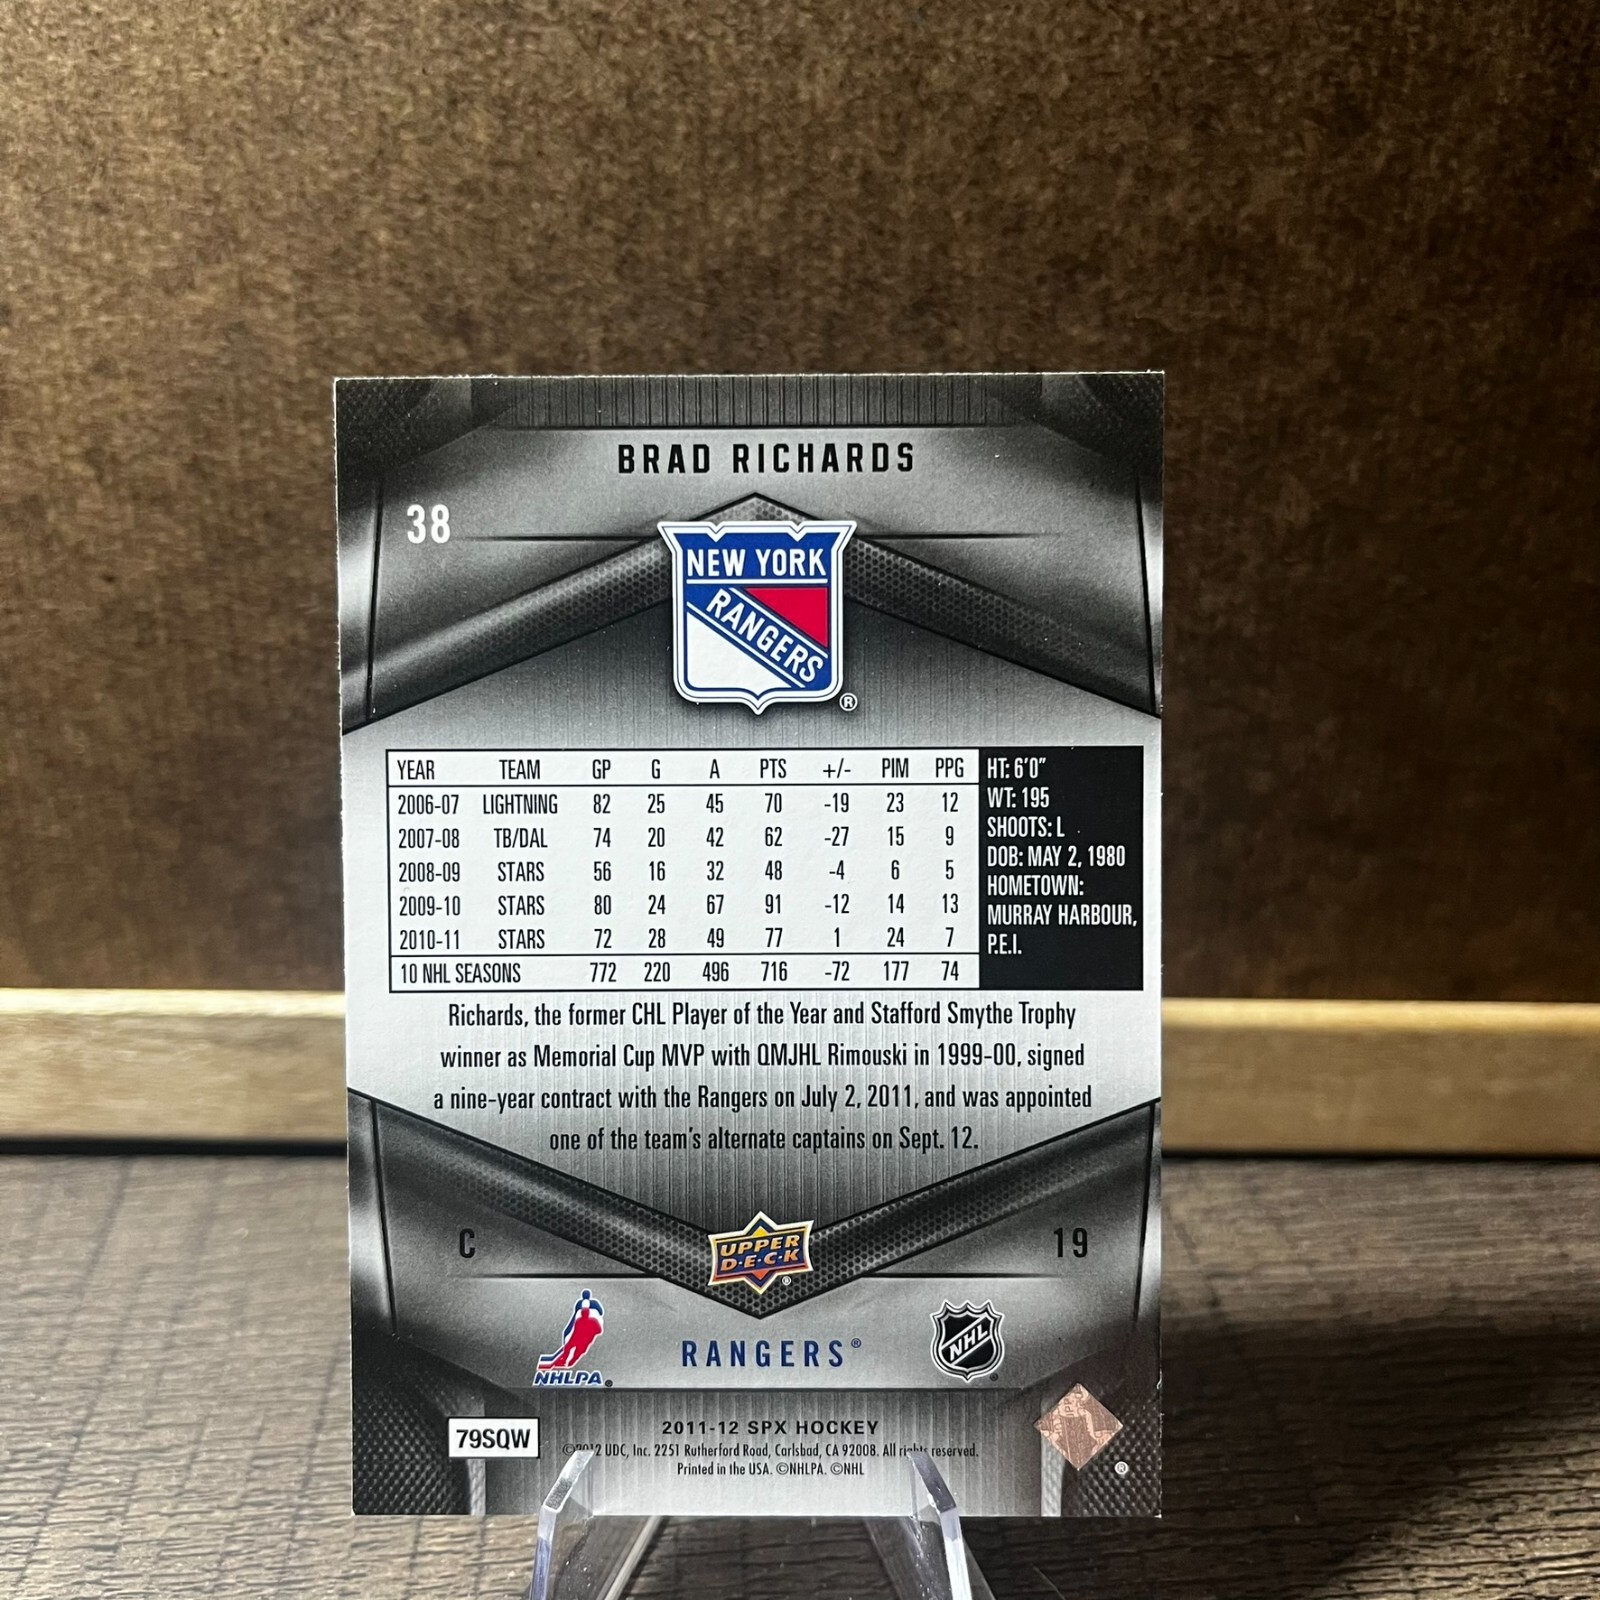 BRAD RICHARDS
38
NEW YORK
RANGERS
®
YEAR TEAM GP G A PTS +/- PIM PPG
2006-07 LIGHTNING 82 25 45 70 -19 23 12
2007-08 TB/DAL 74 20 42 62 -27 15 9
2008-09 STARS 56 16 32 48 -4 6 5
2009-10 STARS 80 24 67 91 -12 14 13
2010-11 STARS 72 28 49 77 1 24 7
10 NHL SEASONS 772 220 496 716 -72 177 74
HT: 6'0"
WT: 195
SHOOTS: L
DOB: MAY 2, 1980
HOMETOWN:
MURRAY HARBOUR,
P.E.I.
Richards, the former CHL Player of the Year and Stafford Smythe Trophy
winner as Memorial Cup MVP with QMJHL Rimouski in 1999-00, signed
a nine-year contract with the Rangers on July 2, 2011, and was appointed
one of the team's alternate captains on Sept. 12.
C
UPPER
D·E·C·K
®
19
NHLPA®
RANGERS®
NHL®
79SQW
2011-12 SPX HOCKEY
©2012 UDC, Inc. 2251 Rutherford Road, Carlsbad, CA 92008. All rights reserved.
Printed in the USA. ©NHLPA. ©NHL
®